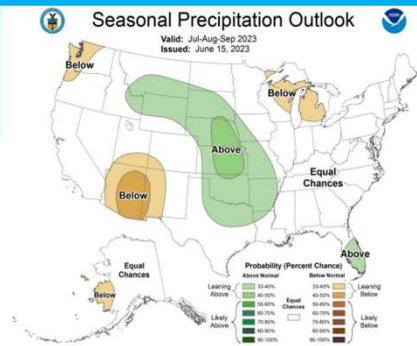 Seasonal Precipitation Outlook
Valid: Jul-Aug-Sep 2023
Issued: June 15, 2023
Below
Below
Above
Equal
Chances
Below
Above
Equal
Chances
Below
Probability (Percent Chance)
Above Normal
Below Normal
Leaning
Above
Likely
Above
33-40%
40-50%
50-60%
60-70%
70-80%
80-90%
90-100%
Equal
Chances
33-40%
40-50%
50-60%
60-70%
70-80%
80-90%
90-100%
Leaning
Below
Likely
Below